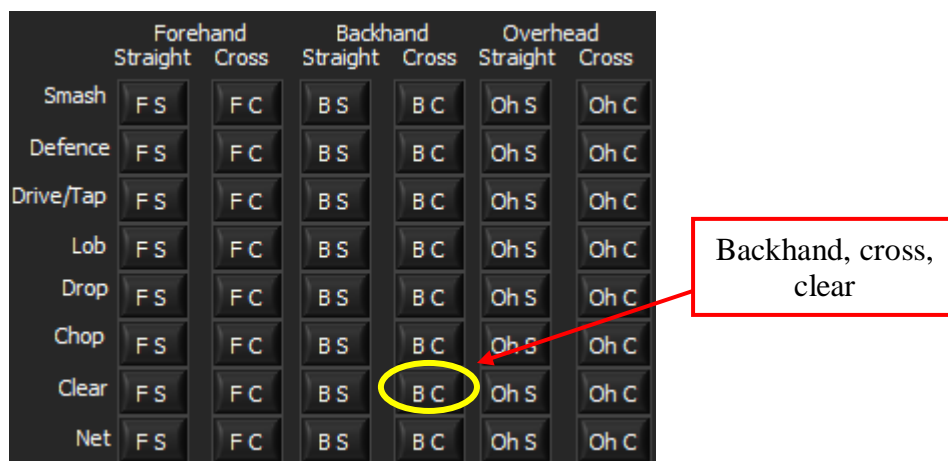 Forehand Backhand Overhead
Straight Cross Straight Cross Straight Cross
Smash F S F C B S B C Oh S Oh C
Defence F S F C B S B C Oh S Oh C
Drive/Tap F S F C B S B C Oh S Oh C
Lob F S F C B S B C Oh S Oh C
Drop F S F C B S B C Oh S Oh C
Chop F S F C B S B C Oh S Oh C
Clear F S F C B S B C Oh S Oh C
Net F S F C B S B C Oh S Oh C
Backhand, cross,
clear